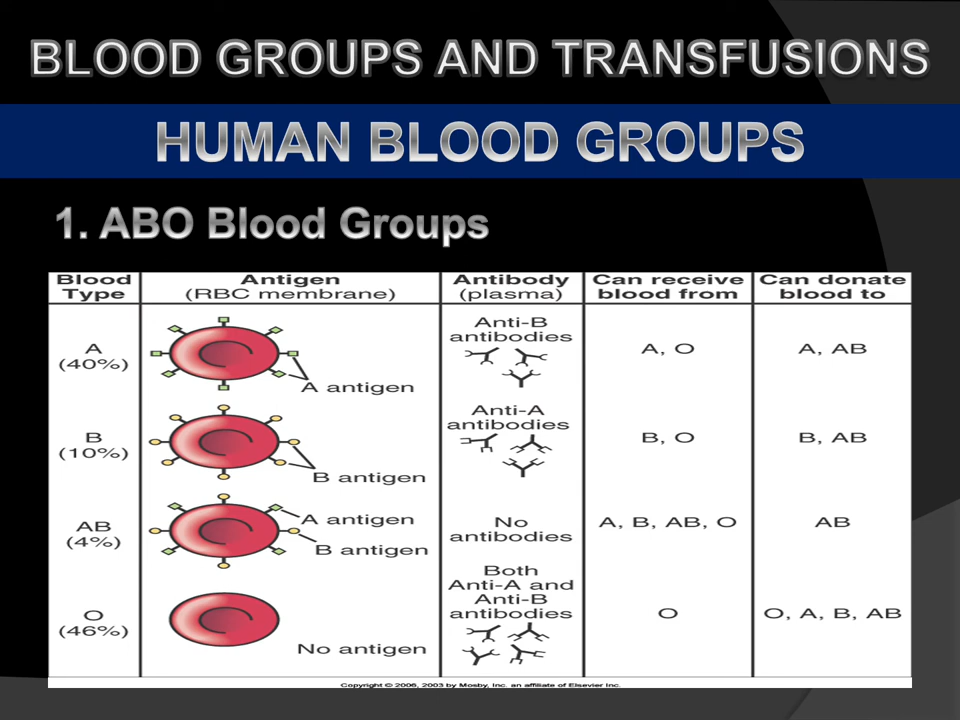 BLOOD GROUPS AND TRANSFUSIONS
HUMAN BLOOD GROUPS
1. ABO Blood Groups
Blood Type
Antigen (RBC membrane)
Antibody (plasma)
Can receive blood from
Can donate blood to
A
(40%)
A antigen
Anti-B
antibodies
A, O
A, AB
B
(10%)
B antigen
Anti-A
antibodies
B, O
B, AB
AB
(4%)
A antigen
B antigen
No
antibodies
A, B, AB, O
AB
O
(46%)
No antigen
Both
Anti-A and
Anti-B
antibodies
O
O, A, B, AB
Copyright © 2006, 2003 by Mosby, Inc. an affiliate of Elsevier Inc.